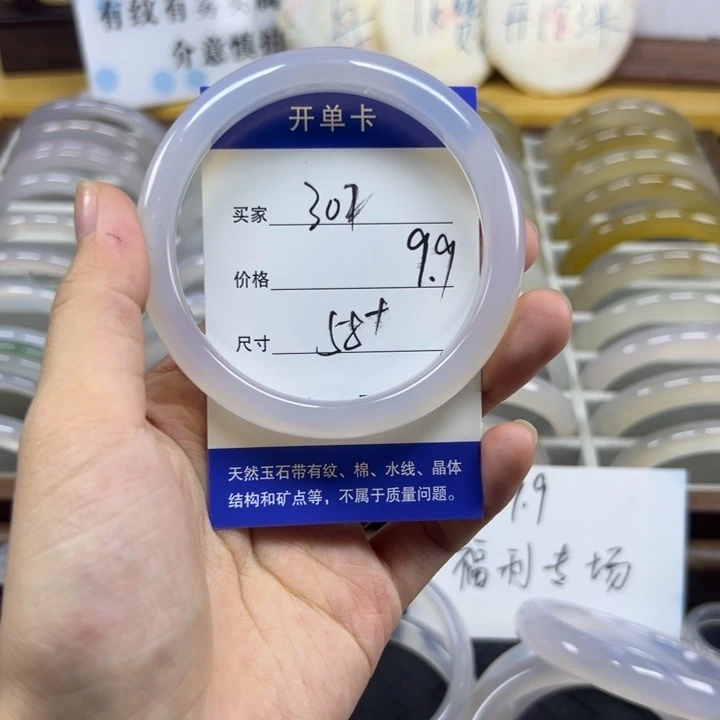 有纹有
介意慎拍
开单卡
买家 307
价格 9.9
尺寸 58+
天然玉石带有纹、棉、水线、晶体
结构和矿点等，不属于质量问题。
9.9
福利专场